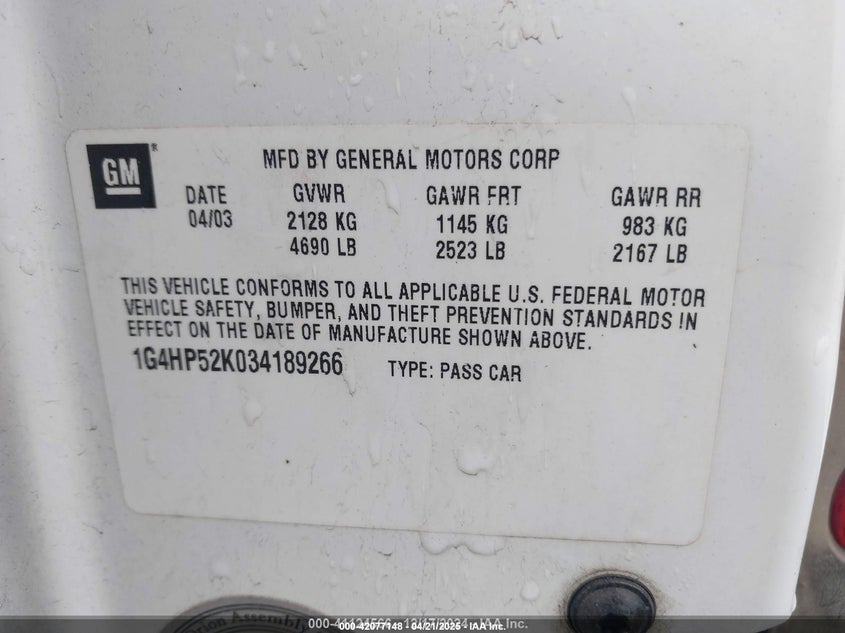 GM®
MFD BY GENERAL MOTORS CORP
DATE GVWR GAWR FRT GAWR RR
04/03 2128 KG 1145 KG 983 KG
4690 LB 2523 LB 2167 LB
THIS VEHICLE CONFORMS TO ALL APPLICABLE U.S. FEDERAL MOTOR
VEHICLE SAFETY, BUMPER, AND THEFT PREVENTION STANDARDS IN
EFFECT ON THE DATE OF MANUFACTURE SHOWN ABOVE.
1G4HP52K034189266 TYPE: PASS CAR
Assembly
000-42077148 - 04/21/2025 - IAA, Inc.